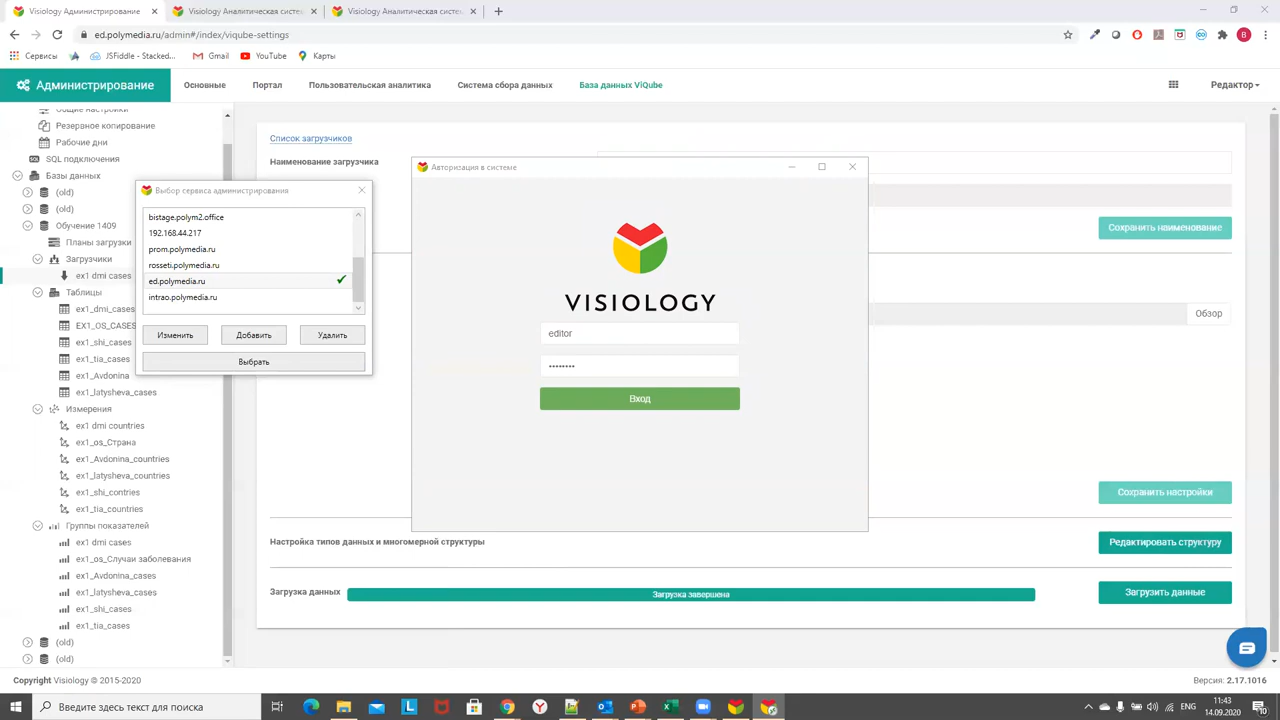 Visiology Администрирование
Visiology Аналитическая систем
Visiology Аналитическая систем
ed.polymedia.ru/admin#/index/viqube-settings
Сервисы
JSFiddle - Stacked...
Gmail
YouTube
Карты
B
Администрирование
Основные
Портал
Пользовательская аналитика
Система сбора данных
База данных ViQube
Редактор
Общие настройки
Резервное копирование
Рабочие дни
SQL подключения
Базы данных
(old)
(old)
Обучение 1409
Планы загрузки
Загрузчики
ex1 dmi cases
Таблицы
ex1_dmi_cases
EX1_OS_CASES
ex1_shi_cases
ex1_tia_cases
ex1_Avdonina
ex1_latysheva_cases
Измерения
ex1 dmi countries
ex1_os_Страна
ex1_Avdonina_countries
ex1_latysheva_countries
ex1_shi_contries
ex1_tia_countries
Группы показателей
ex1 dmi cases
ex1_os_Случаи заболевания
ex1_Avdonina_cases
ex1_latysheva_cases
ex1_shi_cases
ex1_tia_cases
(old)
(old)
Список загрузчиков
Наименование загрузчика
Сохранить наименование
Обзор
Сохранить настройки
Настройка типов данных и многомерной структуры
Редактировать структуру
Загрузка данных
Загрузка завершена
Загрузить данные
Выбор сервиса администрирования
bistage.polym2.office
192.168.44.217
prom.polymedia.ru
rosseti.polymedia.ru
ed.polymedia.ru
intrao.polymedia.ru
Изменить
Добавить
Удалить
Выбрать
Авторизация в системе
VISIOLOGY
editor
••••••••
Вход
Copyright Visiology © 2015-2020
Версия: 2.17.1016
Введите здесь текст для поиска
ENG
11:43
14.09.2020